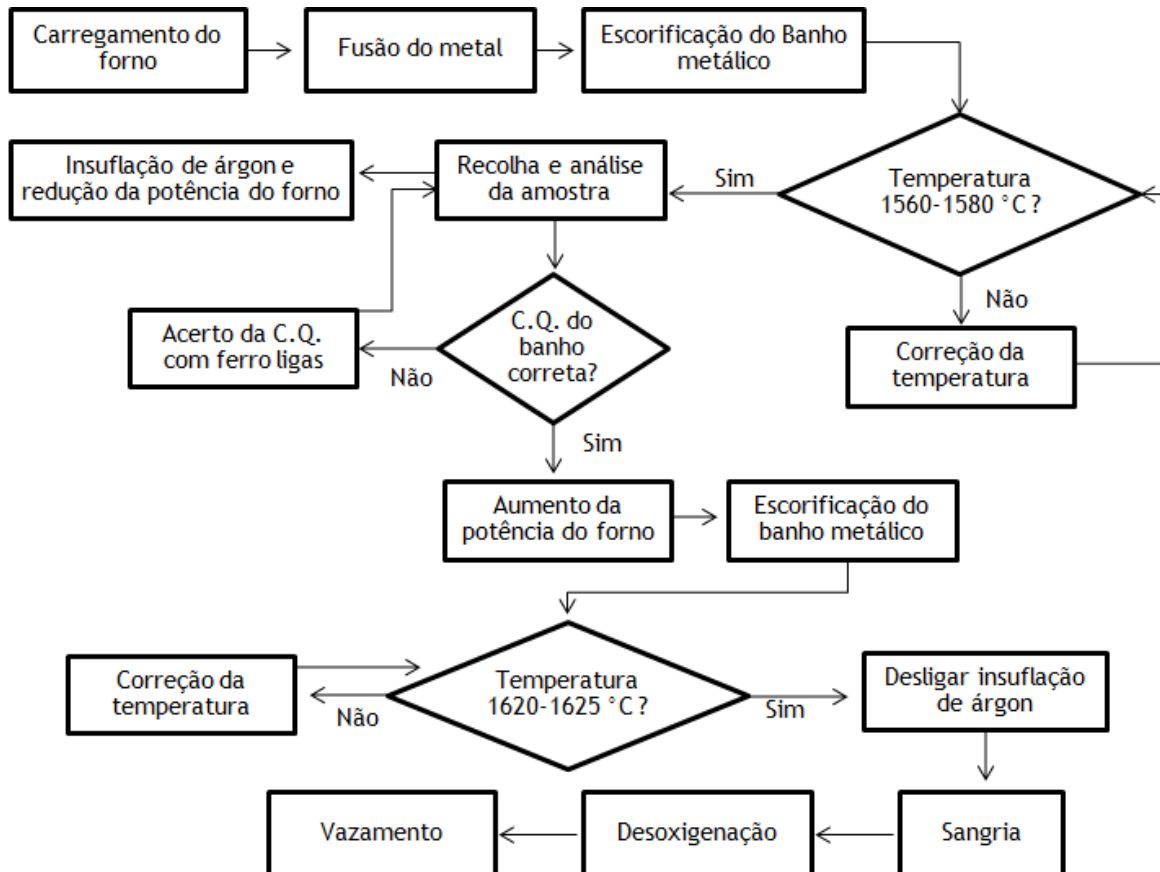 Carregamento do
forno
Fusão do metal
Escorificação do Banho
metálico
Insuflação de árgon e
redução da potência do forno
Recolha e análise
da amostra
Sim
Temperatura
1560-1580 °C ?
Não
Acerto da C.Q.
com ferro ligas
Não
C.Q. do
banho
correta?
Correção da
temperatura
Sim
Aumento da
potência do forno
Escorificação do
banho metálico
Correção da
temperatura
Não
Temperatura
1620-1625 °C ?
Sim
Desligar insuflação
de árgon
Vazamento
Desoxigenação
Sangria